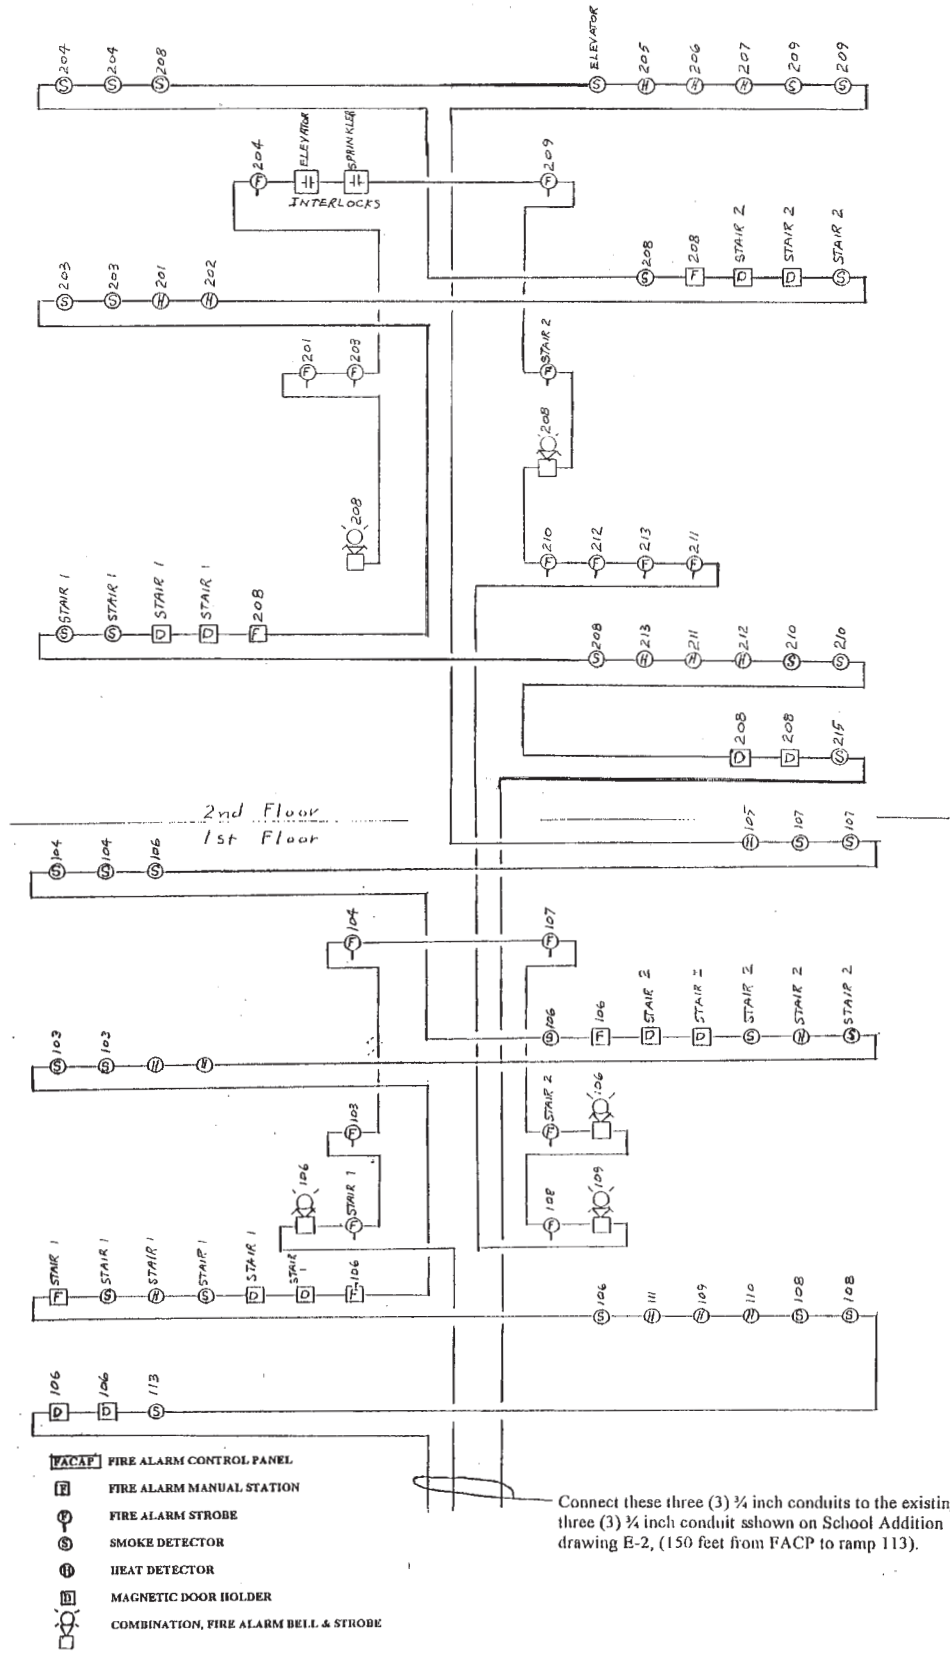 204 204 208 ELEVATOR 205 206 207 209 209
S S S S H H H S S
204 ELEVATOR SPRINKLER 209
F F
INTERLOCKS
208 208 STAIR 2 STAIR 2 STAIR 2
S F D D S
203 203 201 202
S S H H
201 203 STAIR 2
F F F
208
208
210 212 213 211
F F F F
STAIR 1 STAIR 1 STAIR 1 STAIR 1 208
S S D D F
208 213 211 212 210 210
S H H H S S
208 208 215
D D S
2nd Floor
1st Floor
105 107 107
H S S
104 104 106
S S S
104 107
F F
106 106 STAIR 2 STAIR 2 STAIR 2 STAIR 2 STAIR 2
S F D D S H S
103 103
S S H H
103 STAIR 2 106
F F
106 STAIR 1 108 109
F F
STAIR 1 STAIR 1 STAIR 1 STAIR 1 STAIR 1 STAIR 1 106
F S H S D D F
106 111 109 110 108 108
S H H H S S
106 106 113
D D S
FACAP FIRE ALARM CONTROL PANEL
F FIRE ALARM MANUAL STATION
F FIRE ALARM STROBE
S SMOKE DETECTOR
H HEAT DETECTOR
D MAGNETIC DOOR HOLDER
COMBINATION, FIRE ALARM BELL & STROBE
Connect these three (3) ¾ inch conduits to the existin
three (3) ¾ inch conduit sshown on School Addition
drawing E-2, (150 feet from FACP to ramp 113).